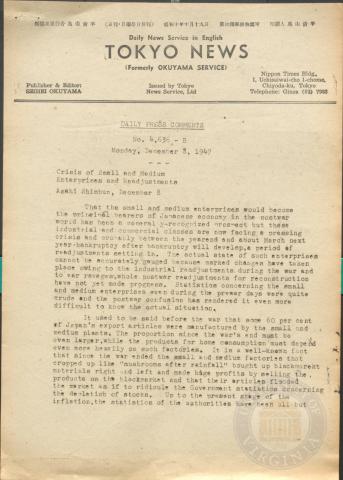 Daily News Service in English
TOKYO NEWS
(Formerly OKUYAMA SERVICE)
Publisher & Editor:
SEIHEI OKUYAMA
Issued by Tokyo
News Service, Ltd
Nippon Times Bldg.,
1, Uchisaiwai-cho 1-chome,
Chiyoda-ku, Tokyo
Telephone: Ginza (57)
DAILY PRESS COMMENTS
No. 4,636 - B
Monday, December 8, 1947
- - -
Crisis of Small and Medium
Enterprises and Readjustments
Asahi Shimbun, December 8
That the small and medium enterprises would become
the principal bearers of Japanese economy in the postwar
world has been a generally-recognized prospect but these
industrial and commercial classes are now facing a pressing
crisis and probably between the yearend and about March next
year bankruptcy after bankruptcy will develop, a period of
readjustments setting in. The actual state of such enterprises
cannot be accurately gauged because marked changes have taken
place owing to the industrial readjustments during the war and
to war ravages, while postwar readjustments for reconstruction
have not yet made progress. Statistics concerning the small
and medium enterprises even during the prewar days were quite
crude and the postwar confusion has rendered it even more
difficult to know the actual situation.
It used to be said before the war that some 60 per cent
of Japan's export articles were manufactured by the small and
medium plants. The proportion since the war's end must be
even larger, while the products for home consumption must depend
even more heavily on such factories. It is a well-known fact
that since the war ended the small and medium factories that
cropped up like "mushrooms after rainfall" bought up blackmarket
materials right and left and made huge profits by selling the
products on the blackmarket and that their articles flooded
the market as if to ridicule the Government statistics concerning
the depletion of stocks. Up to the present stage of the
inflation, the statistics of the authorities have been all but